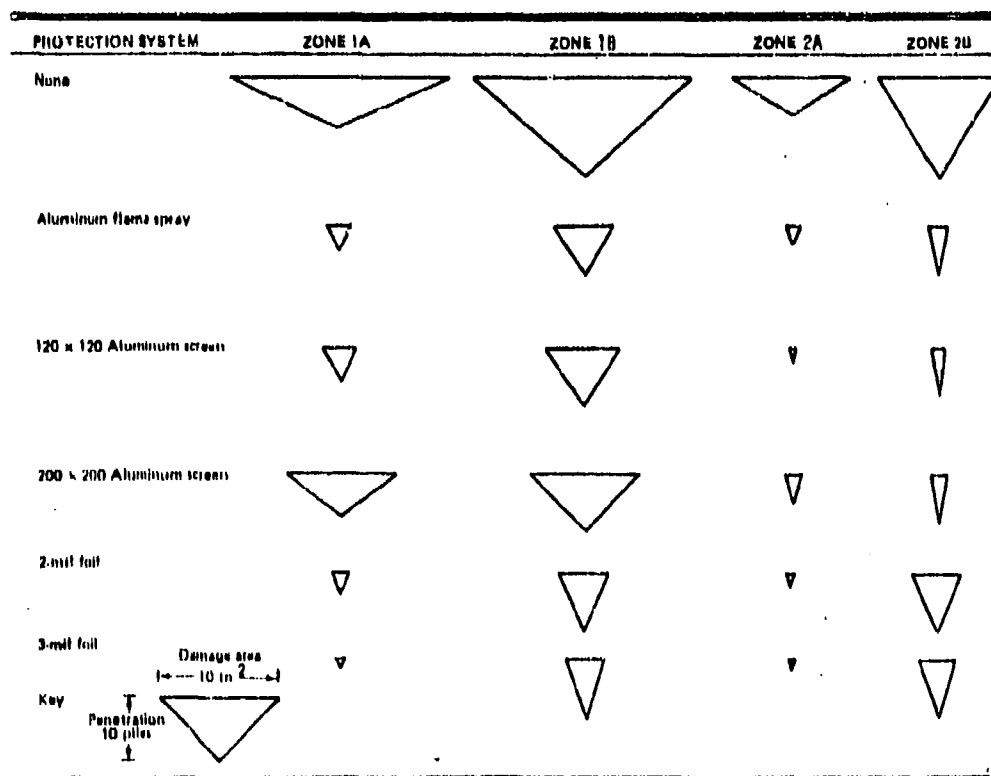 PROTECTION SYSTEM ZONE 1A ZONE 1B ZONE 2A ZONE 2B
None
Aluminum flame spray
120 x 120 Aluminum screen
200 x 200 Aluminum screen
2-mil foil
3-mil foil
Damage area
10 in 2
Key
Penetration
10 plies